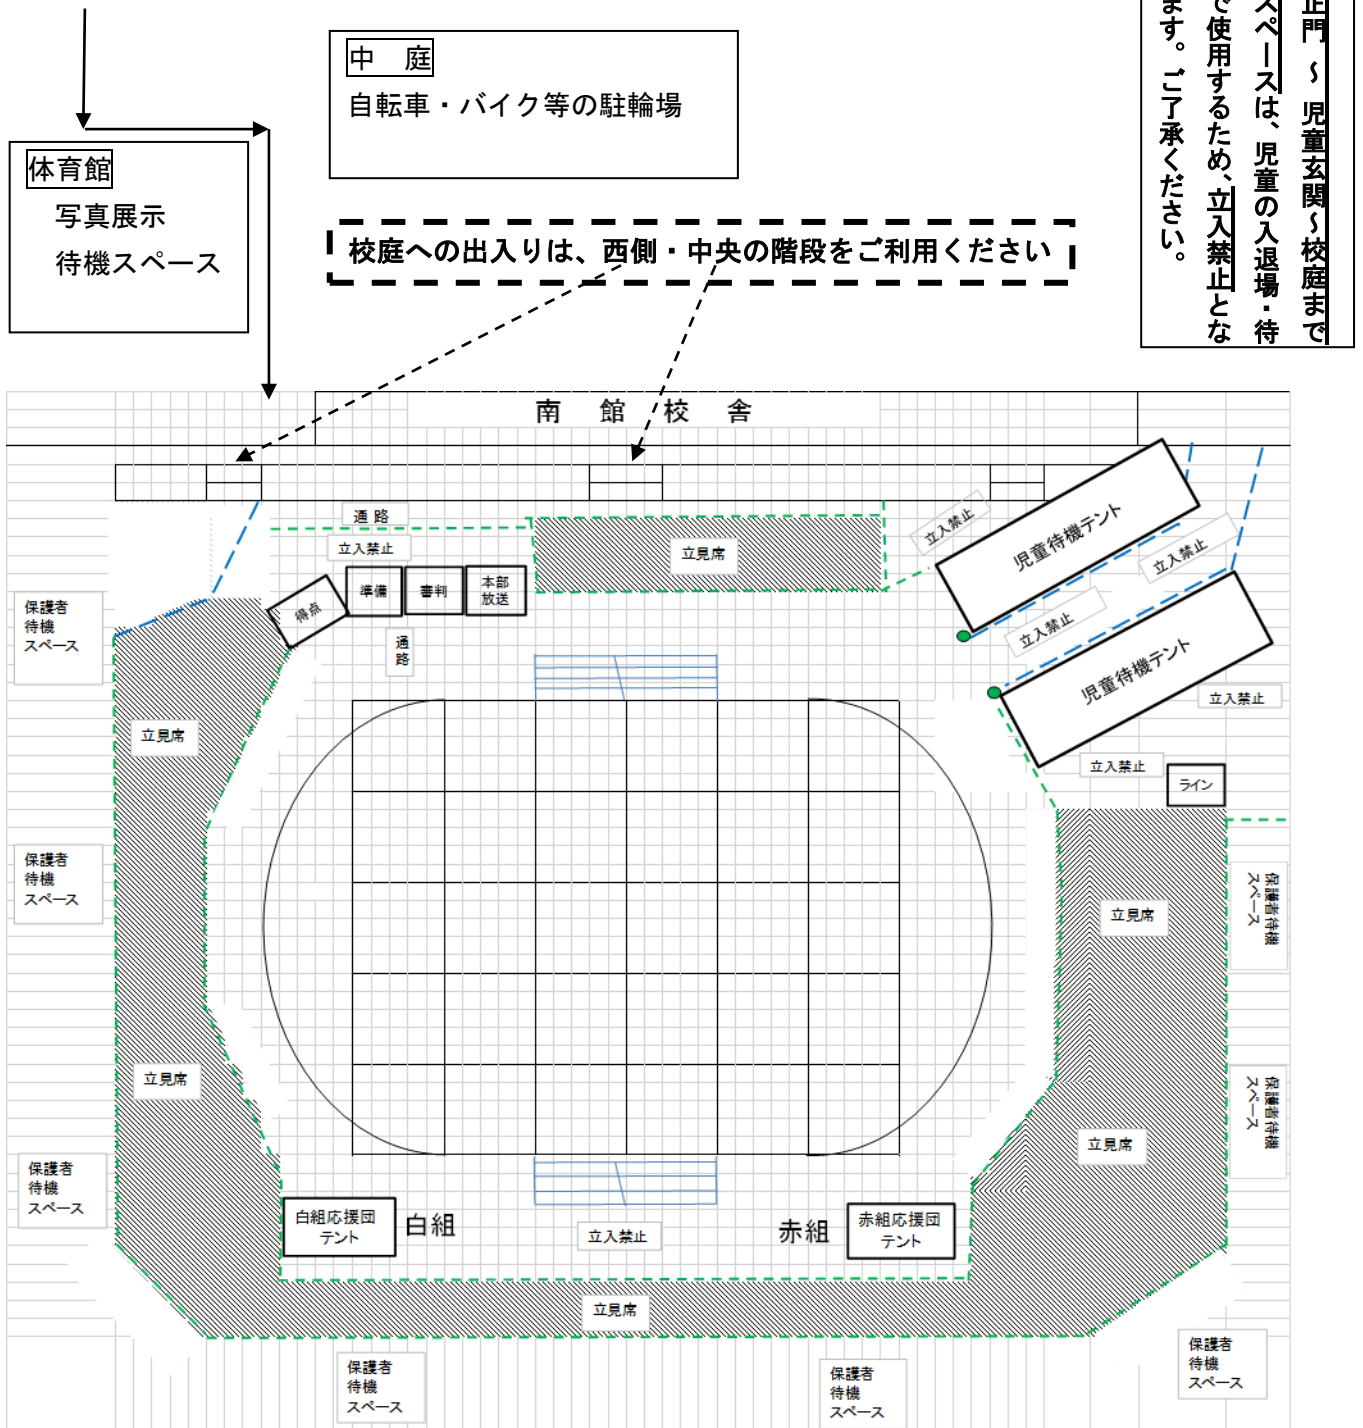 正門 ～ 児童玄関～校庭まで
スペースは、児童の入退場・待
で使用するため、立入禁止とな
ます。ご了承ください。
中　庭
自転車・バイク等の駐輪場
体育館
写真展示
待機スペース
校庭への出入りは、西側・中央の階段をご利用ください
南　館　校　舎
通 路
立入禁止
立見席
立入禁止
児童待機テント
立入禁止
得点
準備
審判
本部
放送
保護者
待機
スペース
通
路
立入禁止
児童待機テント
立入禁止
立見席
立入禁止
ライン
保護者
待機
スペース
立見席
保護者待機
スペース
立見席
立見席
保護者待機
スペース
保護者
待機
スペース
白組応援団
テント
白組
立入禁止
赤組
赤組応援団
テント
立見席
保護者
待機
スペース
保護者
待機
スペース
保護者
待機
スペース